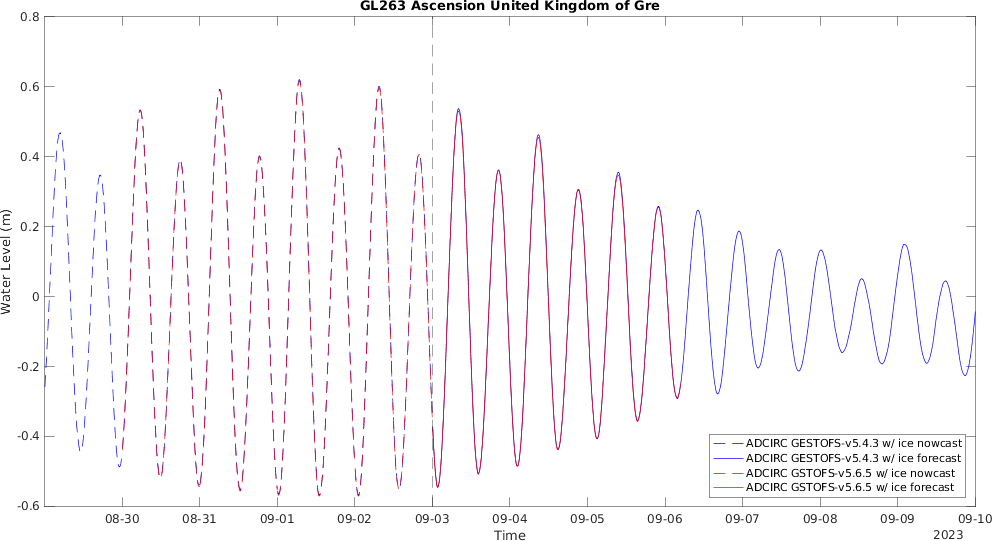 GL263 Ascension United Kingdom of Gre
0.8
0.6
0.4
0.2
0
-0.2
-0.4
-0.6
Water Level (m)
ADCIRC GESTOFS-v5.4.3 w/ ice nowcast
ADCIRC GESTOFS-v5.4.3 w/ ice forecast
ADCIRC GSTOFS-v5.6.5 w/ ice nowcast
ADCIRC GSTOFS-v5.6.5 w/ ice forecast
08-30 08-31 09-01 09-02 09-03 09-04 09-05 09-06 09-07 09-08 09-09 09-10
Time
2023